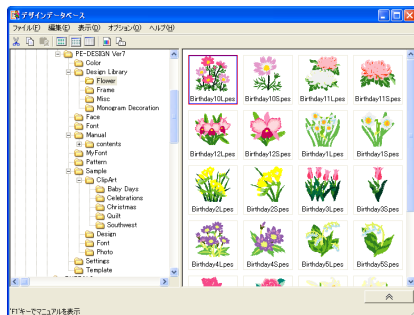 デザインデータベース
ファイル(F) 編集(E) 表示(D) オプション(O) ヘルプ(H)
PE-DESIGN Ver7
Color
Design Library
Flower
Frame
Misc
Monogram Decoration
Face
Font
Manual
contents
MyFont
Pattern
Sample
ClipArt
Baby Days
Celebrations
Christmas
Quilt
Southwest
Design
Font
Photo
Settings
Template
Birthday10L.pes Birthday10S.pes Birthday11L.pes Birthday11S.pes
Birthday12L.pes Birthday12S.pes Birthday1L.pes Birthday1S.pes
Birthday2L.pes Birthday2S.pes Birthday3L.pes Birthday3S.pes
Birthday4L.pes Birthday4S.pes Birthday5L.pes Birthday5S.pes
'F1'キーでマニュアルを表示